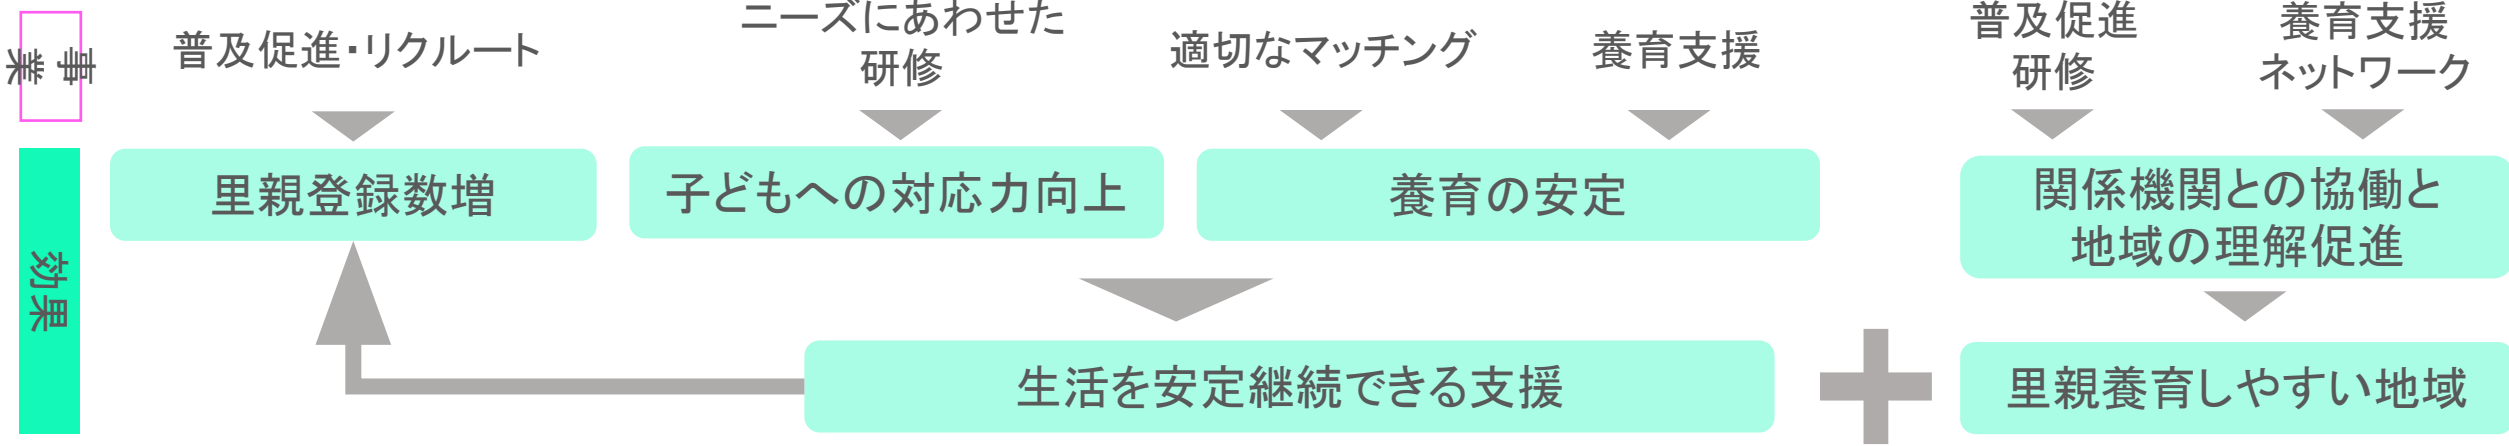 事業
普及促進・リクルート
ニーズにあわせた
研修
適切なマッチング
養育支援
普及促進
研修
養育支援
ネットワーク
効果
里親登録数増
子どもへの対応力向上
養育の安定
関係機関との協働と
地域の理解促進
生活を安定継続できる支援
里親養育しやすい地域